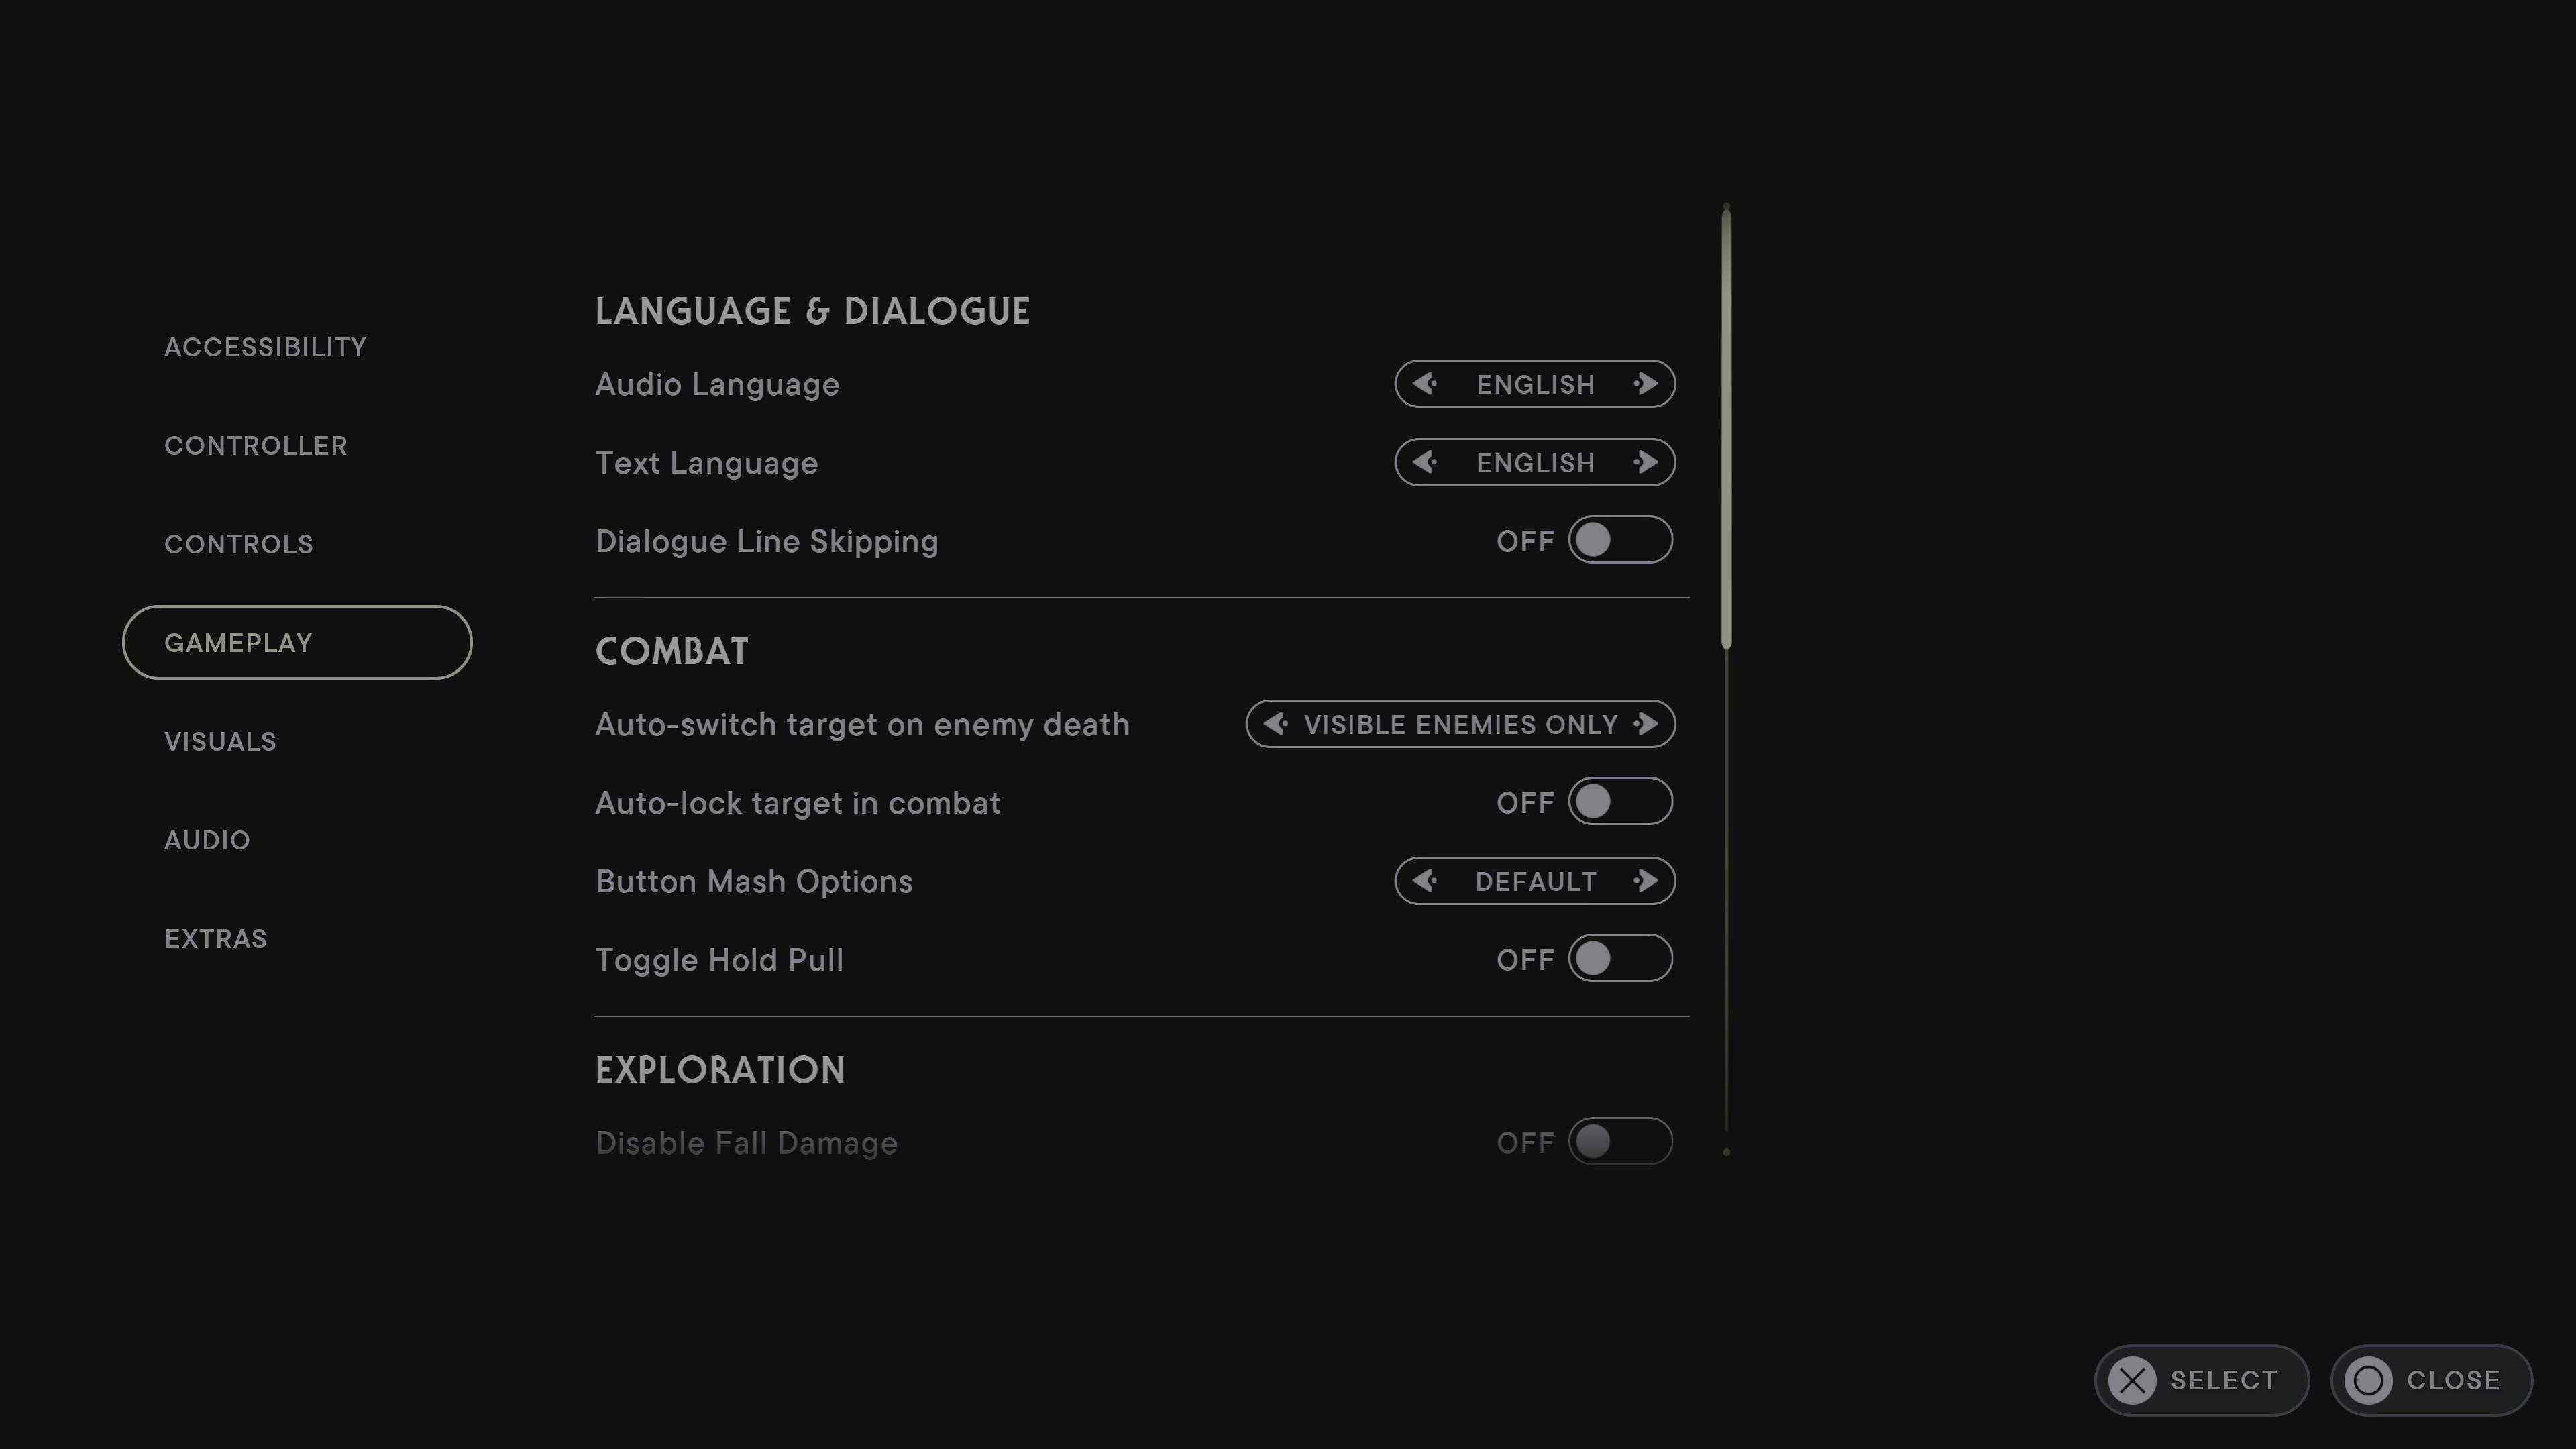 ACCESSIBILITY
CONTROLLER
CONTROLS
GAMEPLAY
VISUALS
AUDIO
EXTRAS
LANGUAGE & DIALOGUE
Audio Language ENGLISH
Text Language ENGLISH
Dialogue Line Skipping OFF
COMBAT
Auto-switch target on enemy death VISIBLE ENEMIES ONLY
Auto-lock target in combat OFF
Button Mash Options DEFAULT
Toggle Hold Pull OFF
EXPLORATION
Disable Fall Damage OFF
SELECT CLOSE